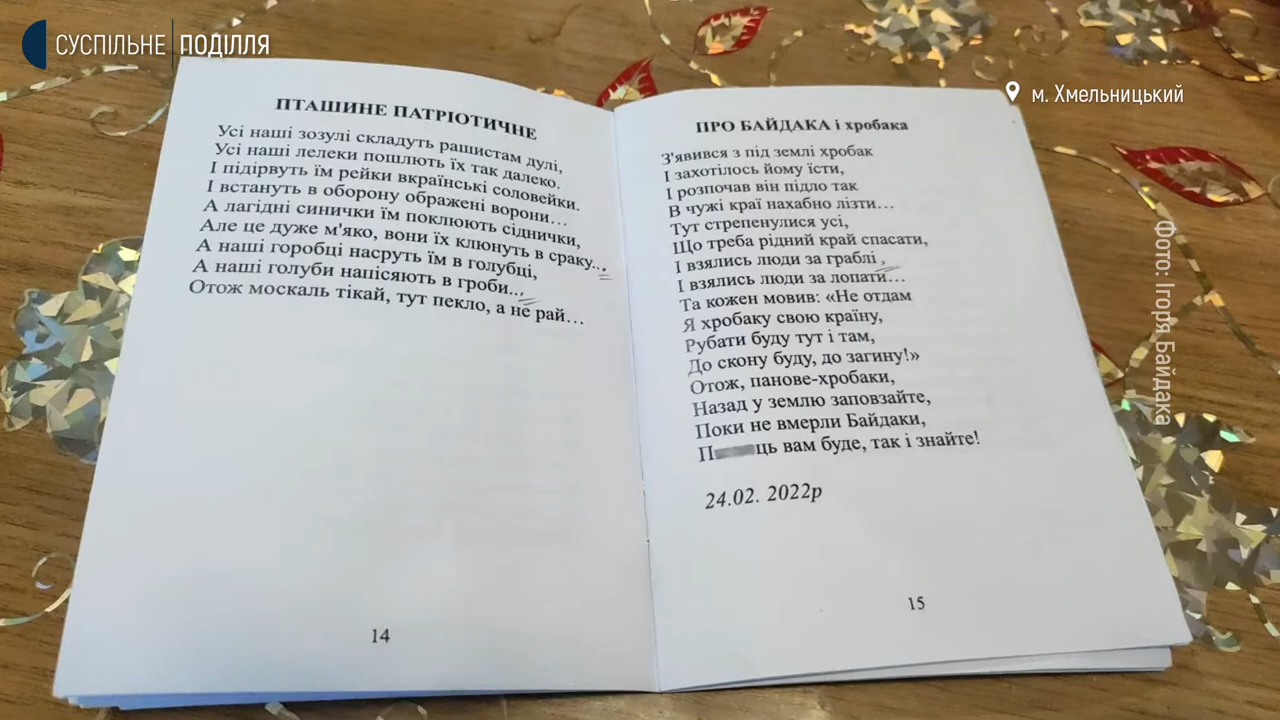 СУСПІЛЬНЕ ПОДІЛЛЯ
м. Хмельницький
Фото: Ігоря Байдака
ПТАШИНЕ ПАТРІОТИЧНЕ
Усі наші зозулі складуть рашистам дулі,
Усі наші лелеки пошлють їх так далеко.
І підірвуть їм рейки вкраїнські соловейки.
І встануть в оборону ображені ворони…
А лагідні синички їм поклюють сіднички,
Але це дуже м'яко, вони їх клюнуть в сраку...
А наші горобці насруть їм в голубці,
А наші голуби напісяють в гроби...
Отож москаль тікай, тут пекло, а не рай…
14
ПРО БАЙДАКА і хробака
З'явився з під землі хробак
І захотілось йому їсти,
І розпочав він підло так
В чужі краї нахабно лізти…
Тут стрепенулися усі,
Що треба рідний край спасати,
І взялись люди за граблі,
І взялись люди за лопати…
Та кожен мовив: «Не отдам
Я хробаку свою країну,
Рубати буду тут і там,
До скону буду, до загину!»
Отож, панове-хробаки,
Назад у землю заповзайте,
Поки не вмерли Байдаки,
П ць вам буде, так і знайте!
24.02. 2022р
15